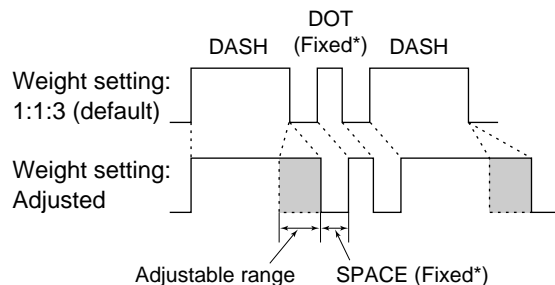 DOT
(Fixed*)
DASH
DASH
Weight setting:
1:1:3 (default)
Weight setting:
Adjusted
Adjustable range
SPACE (Fixed*)